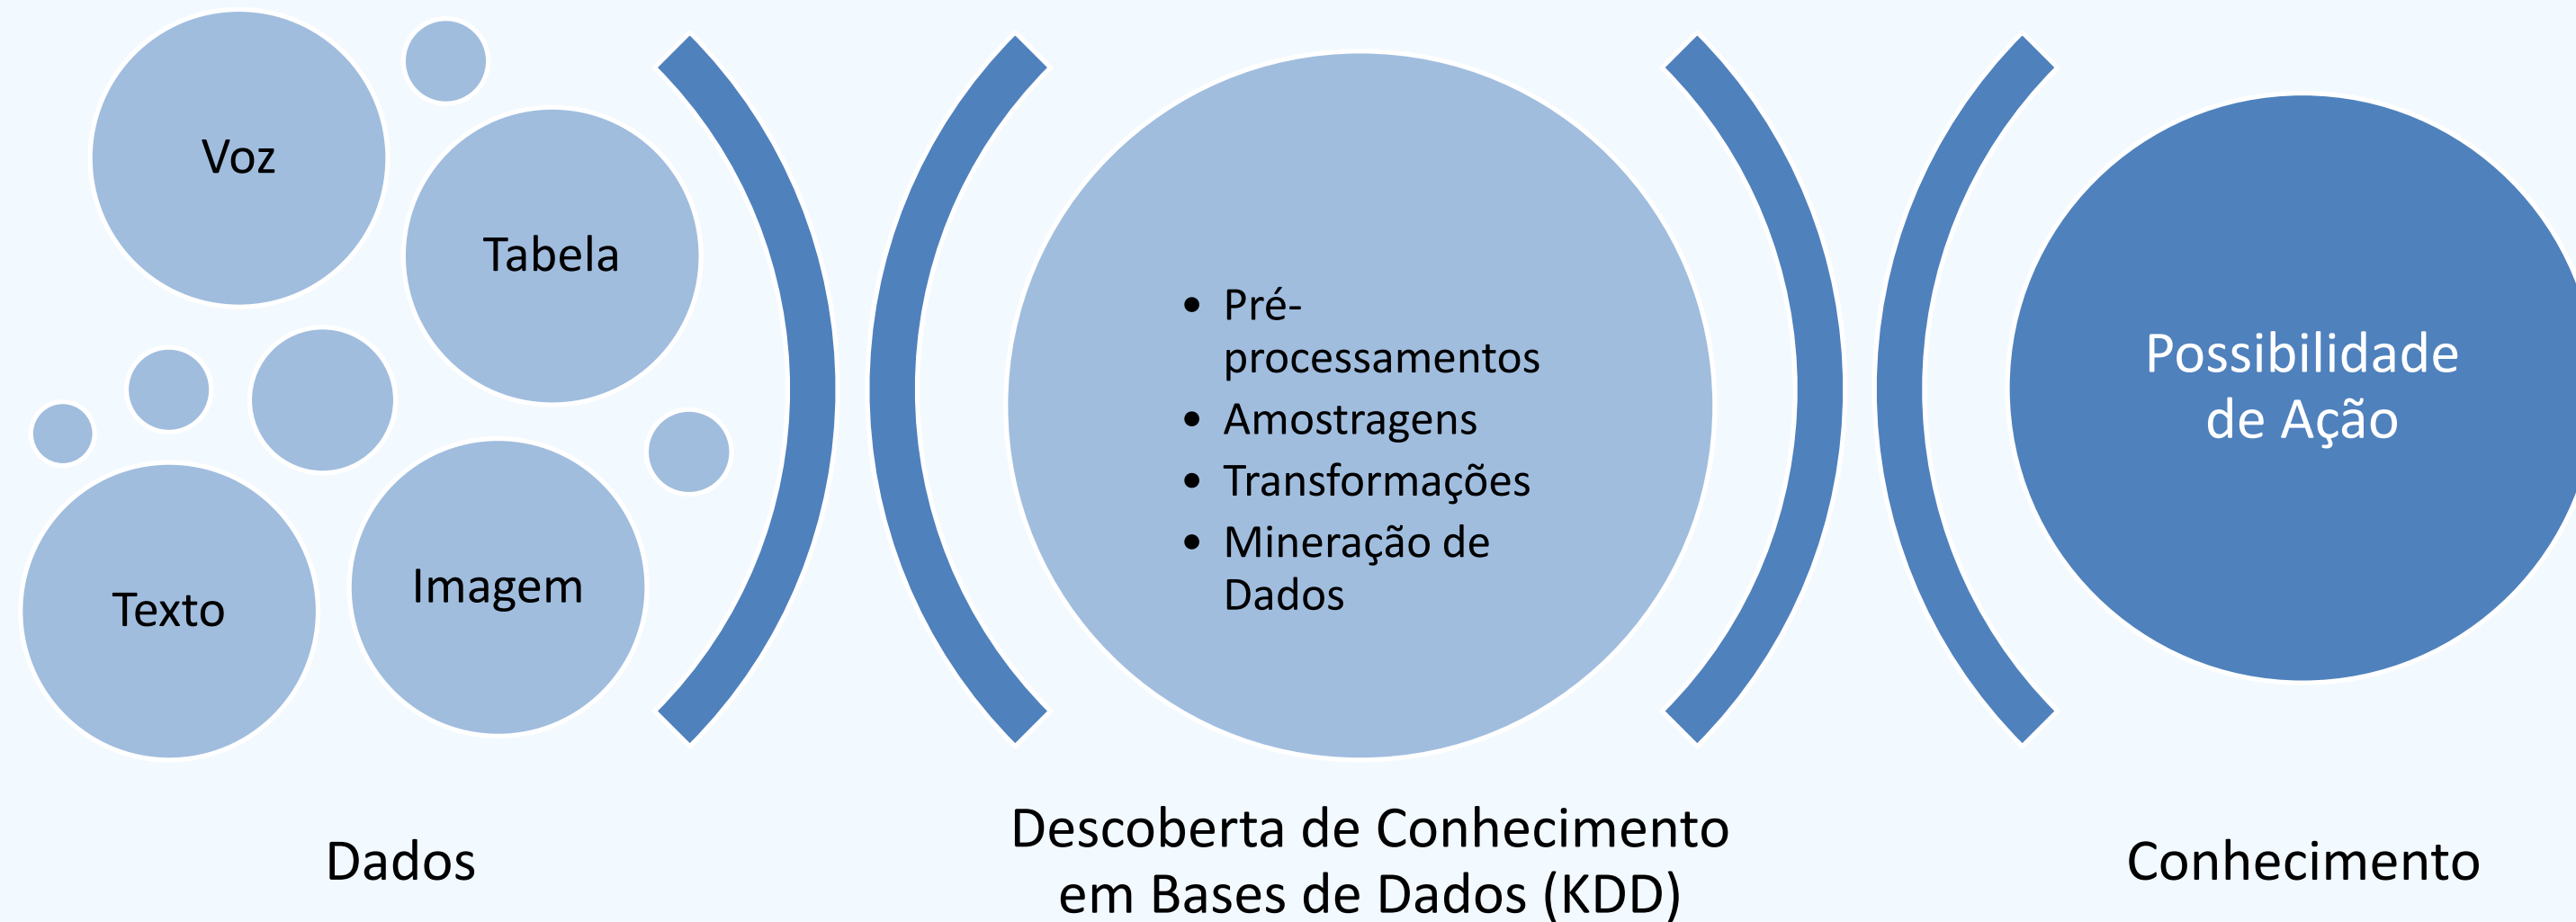 Voz
Tabela
Texto
Imagem
Dados
• Pré-
processamentos
• Amostragens
• Transformações
• Mineração de
Dados
Descoberta de Conhecimento
em Bases de Dados (KDD)
Possibilidade
de Ação
Conhecimento